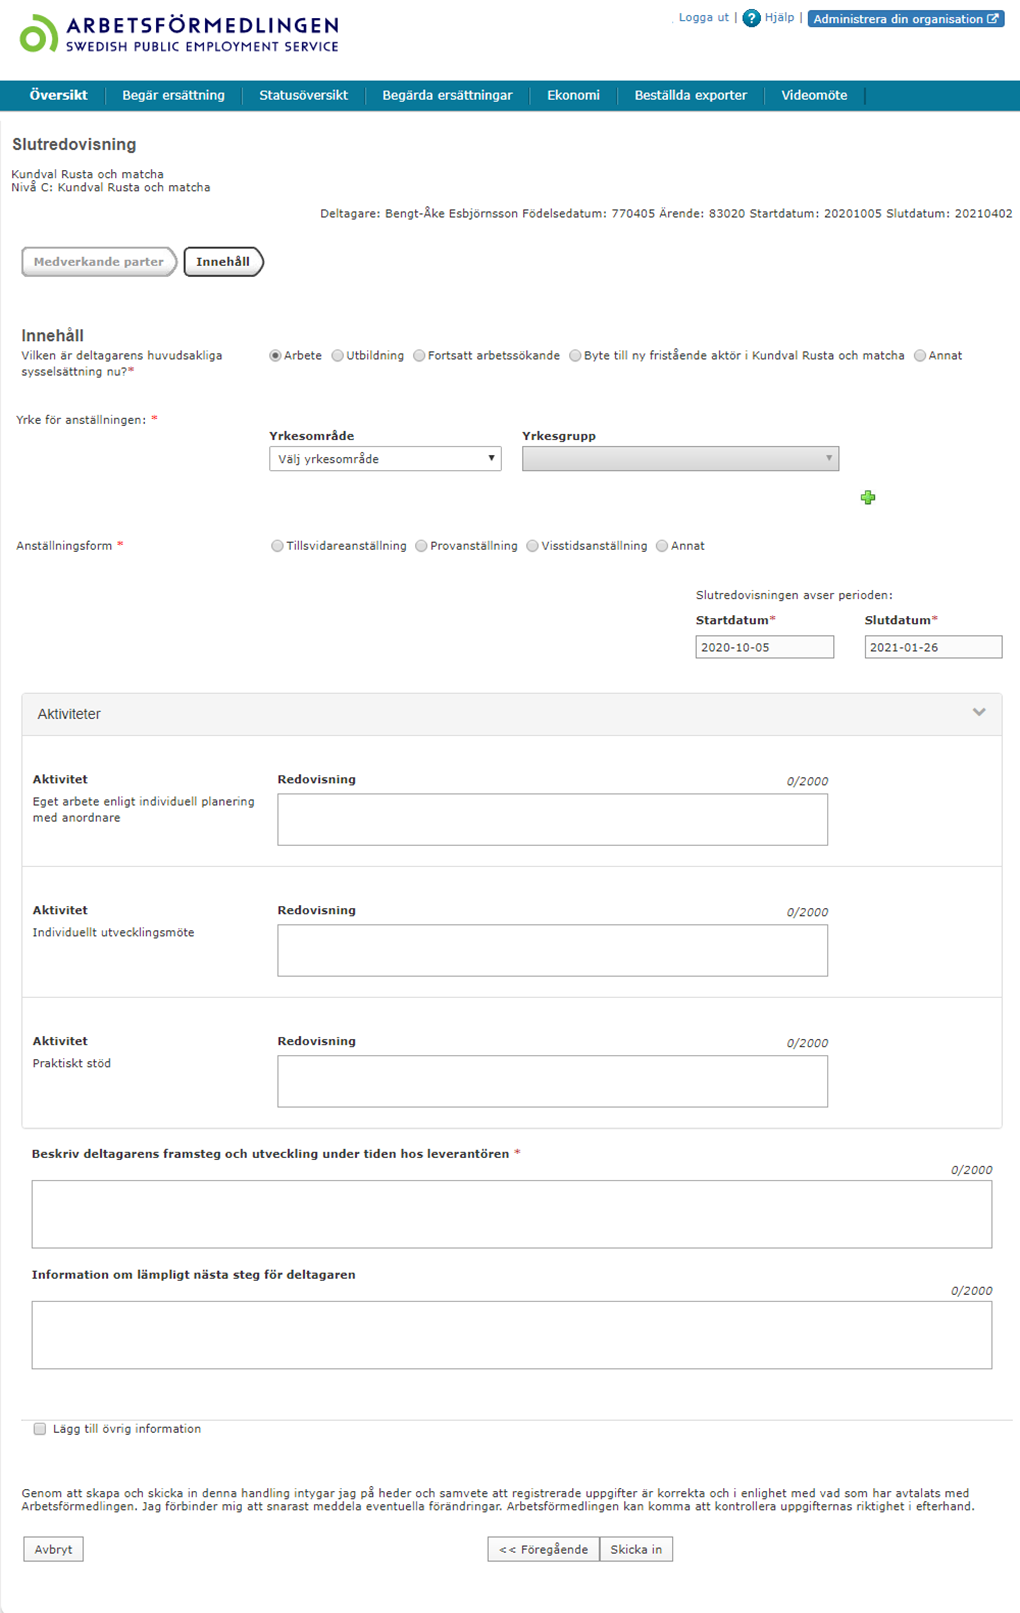 ARBETSFÖRMEDLINGEN
SWEDISH PUBLIC EMPLOYMENT SERVICE
Logga ut | ? Hjälp | Administrera din organisation
Översikt Begär ersättning Statusöversikt Begärda ersättningar Ekonomi Beställda exporter Videomöte
Slutredovisning
Kundval Rusta och matcha
Nivå C: Kundval Rusta och matcha
Deltagare: Bengt-Åke Esbjörnsson Födelsedatum: 770405 Ärende: 83020 Startdatum: 20201005 Slutdatum: 20210402
Medverkande parter Innehåll
Innehåll
Vilken är deltagarens huvudsakliga
sysselsättning nu?*
Arbete Utbildning Fortsatt arbetssökande Byte till ny fristående aktör i Kundval Rusta och matcha Annat
Yrke för anställningen: *
Yrkesområde Yrkesgrupp
Välj yrkesområde
Anställningsform * Tillsvidareanställning Provanställning Visstidsanställning Annat
Slutredovisningen avser perioden:
Startdatum* Slutdatum*
2020-10-05 2021-01-26
Aktiviteter
Aktivitet Redovisning 0/2000
Eget arbete enligt individuell planering
med anordnare
Aktivitet Redovisning 0/2000
Individuellt utvecklingsmöte
Aktivitet Redovisning 0/2000
Praktiskt stöd
Beskriv deltagarens framsteg och utveckling under tiden hos leverantören *
0/2000
Information om lämpligt nästa steg för deltagaren
0/2000
Lägg till övrig information
Genom att skapa och skicka in denna handling intygar jag på heder och samvete att registrerade uppgifter är korrekta och i enlighet med vad som har avtalats med
Arbetsförmedlingen. Jag förbinder mig att snarast meddela eventuella förändringar. Arbetsförmedlingen kan komma att kontrollera uppgifternas riktighet i efterhand.
Avbryt << Föregående Skicka in